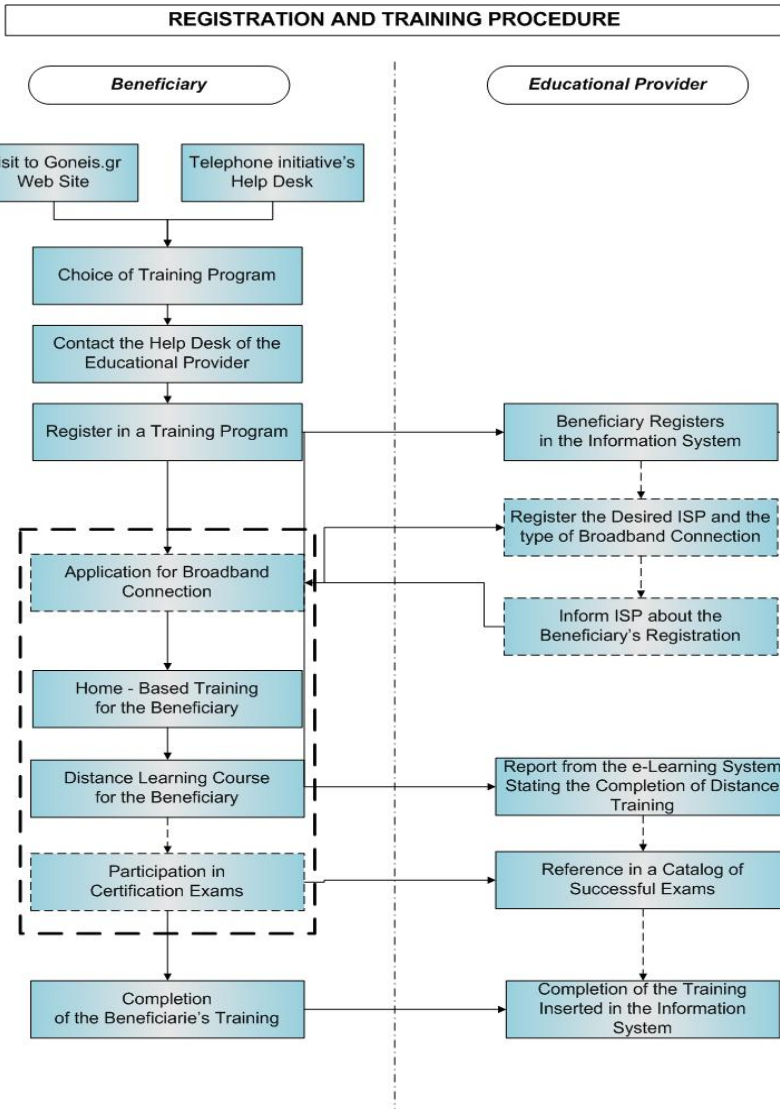 REGISTRATION AND TRAINING PROCEDURE
Beneficiary
Educational Provider
to Goneis.gr
Web Site
Telephone initiative's
Help Desk
Choice of Training Program
Contact the Help Desk of the
Educational Provider
Register in a Training Program
Beneficiary Registers
in the Information System
Register the Desired ISP and the
type of Broadband Connection
Application for Broadband
Connection
Inform ISP about the
Beneficiary's Registration
Home - Based Training
for the Beneficiary
Distance Learning Course
for the Beneficiary
Report from the e-Learning System
Stating the Completion of Distance
Training
Participation in
Certification Exams
Reference in a Catalog of
Successful Exams
Completion
of the Beneficiarie's Training
Completion of the Training
Inserted in the Information
System